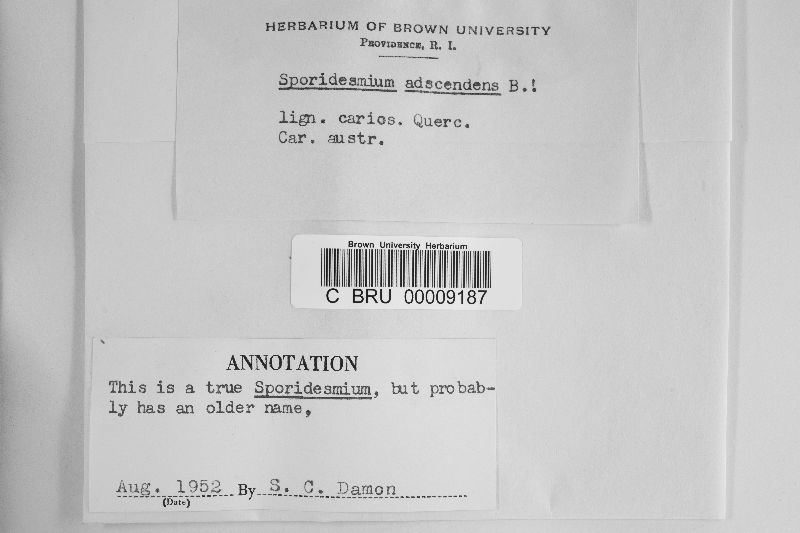 HERBARIUM OF BROWN UNIVERSITY
PROVIDENCE, R. I.
Sporidesmium adscendens B.!
lign. carios. Querc.
Car. austr.
Brown University Herbarium
C BRU 00009187
ANNOTATION
This is a true Sporidesmium, but probab-
ly has an older name,
Aug. 1952 By S. C. Damon
(Date)